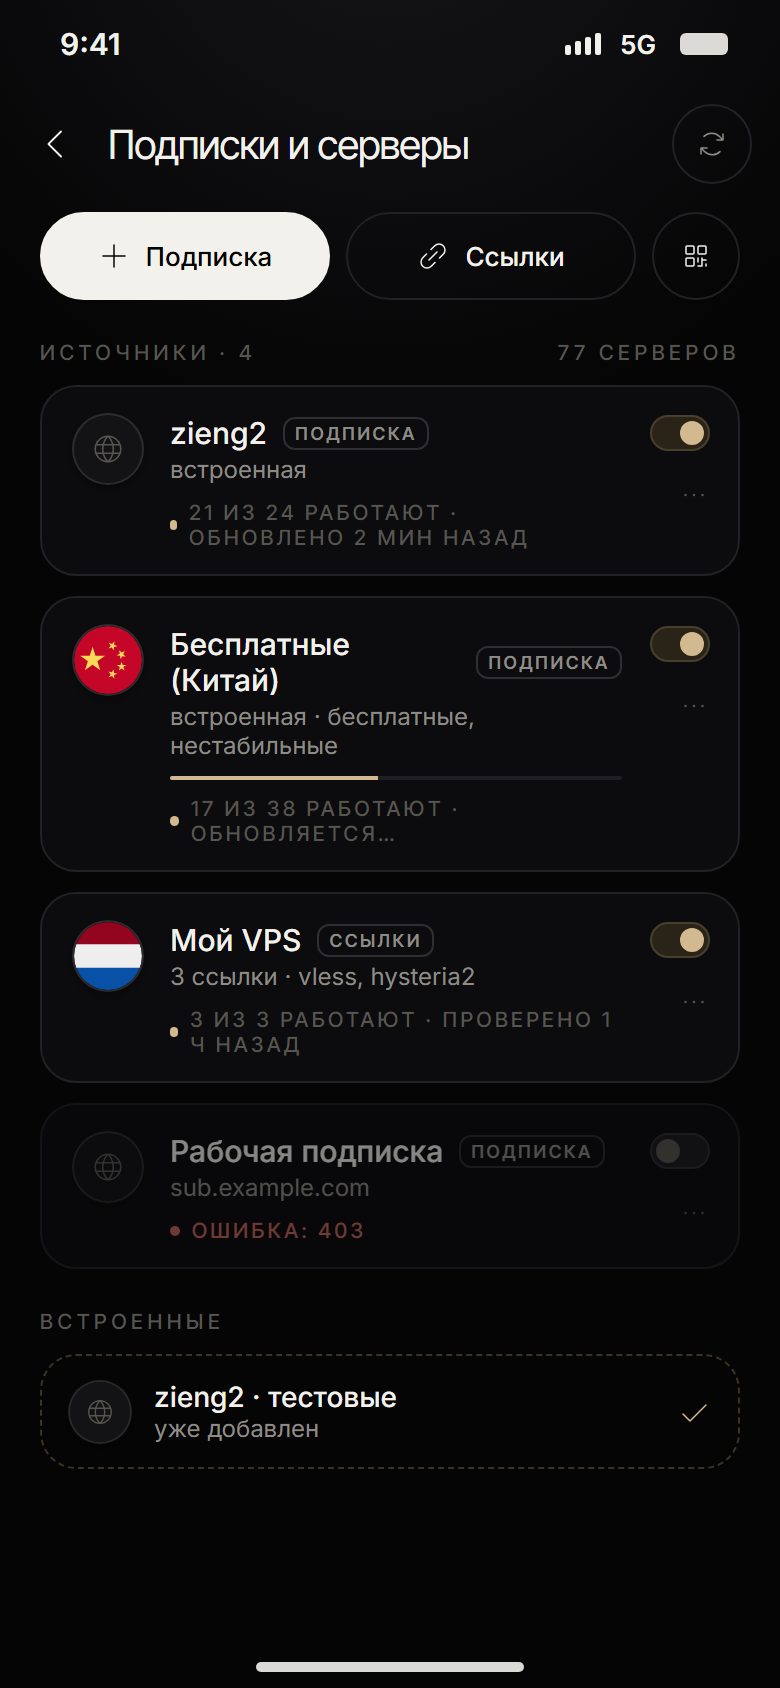 9:41
5G
Подписки и серверы
Подписка
Ссылки
ИСТОЧНИКИ · 4
77 СЕРВЕРОВ
zieng2 ПОДПИСКА
встроенная
21 ИЗ 24 РАБОТАЮТ ·
ОБНОВЛЕНО 2 МИН НАЗАД
Бесплатные
(Китай)
ПОДПИСКА
встроенная · бесплатные,
нестабильные
17 ИЗ 38 РАБОТАЮТ ·
ОБНОВЛЯЕТСЯ...
Мой VPS ССЫЛКИ
3 ссылки · vless, hysteria2
3 ИЗ 3 РАБОТАЮТ · ПРОВЕРЕНО 1
Ч НАЗАД
Рабочая подписка ПОДПИСКА
sub.example.com
ОШИБКА: 403
ВСТРОЕННЫЕ
zieng2 · тестовые
уже добавлен